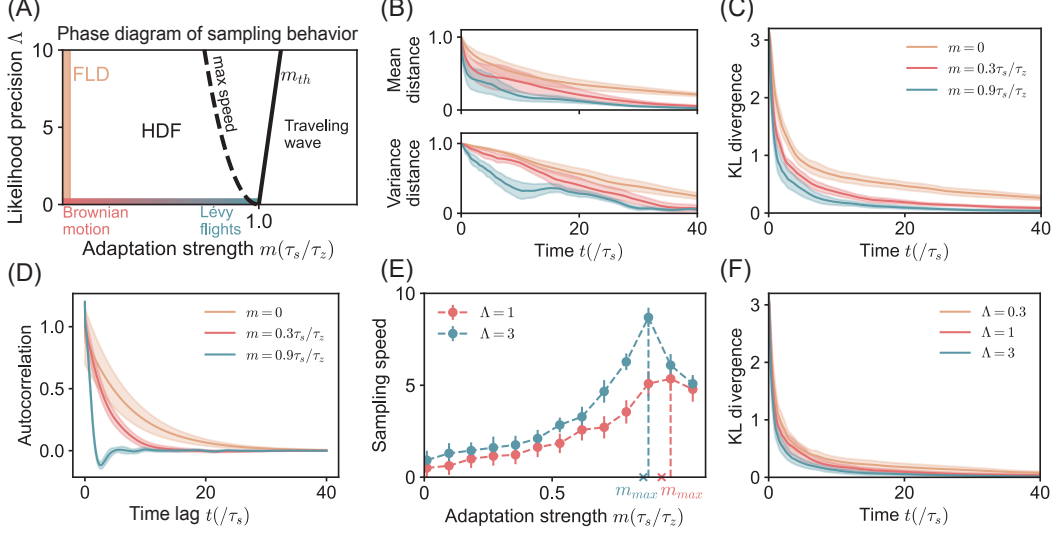 (A)
Phase diagram of sampling behavior
Likelihood precision Λ
10
5
0
FLD
HDF
max speed
m_th
Traveling
wave
Brownian
motion
Lévy
flights
1.0
Adaptation strength m(τ_s/τ_z)
(B)
Mean
distance
1.0
0.0
Variance
distance
1.0
0.0
0
20
40
Time t(/τ_s)
(C)
KL divergence
3
2
1
0
m = 0
m = 0.3τ_s/τ_z
m = 0.9τ_s/τ_z
0
20
40
Time t(/τ_s)
(D)
Autocorrelation
1.0
0.5
0.0
m = 0
m = 0.3τ_s/τ_z
m = 0.9τ_s/τ_z
0
20
40
Time lag t(/τ_s)
(E)
Sampling speed
10
5
0
Λ = 1
Λ = 3
0
0.5
m_max
m_max
Adaptation strength m(τ_s/τ_z)
(F)
KL divergence
3
2
1
0
Λ = 0.3
Λ = 1
Λ = 3
0
20
40
Time t(/τ_s)